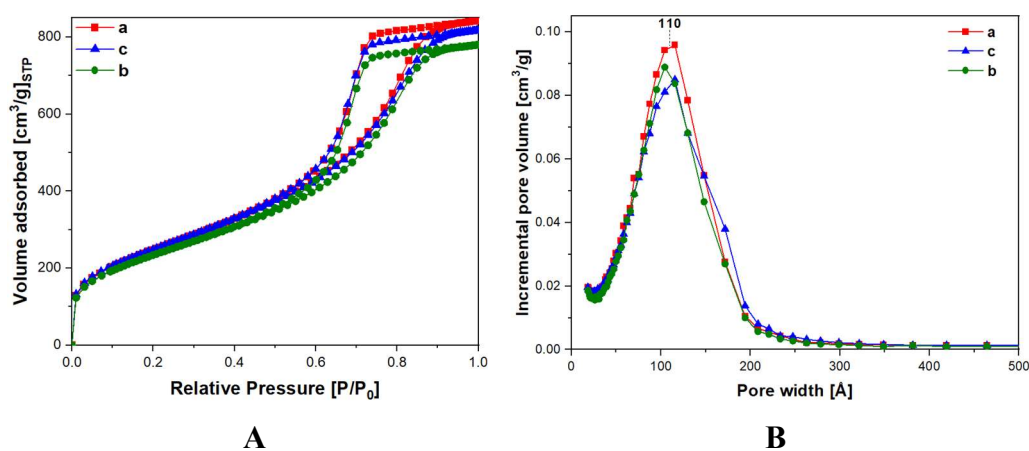 a
c
b
Volume adsorbed [cm³/g]STP
800
600
400
200
0
0.0 0.2 0.4 0.6 0.8 1.0
Relative Pressure [P/P₀]
A
110
a
c
b
Incremental pore volume [cm³/g]
0.10
0.08
0.06
0.04
0.02
0.00
0 100 200 300 400 500
Pore width [Å]
B